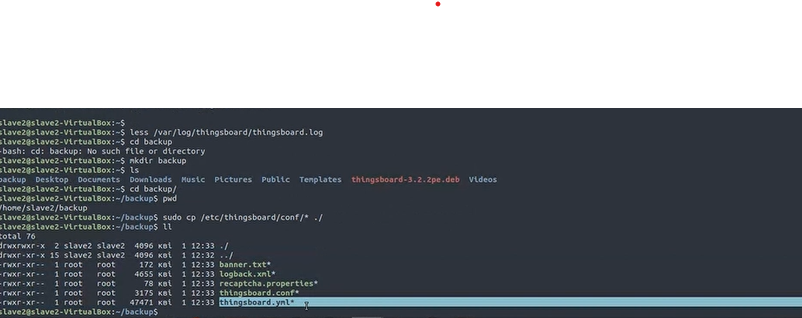 slave2@slave2-VirtualBox:~$
slave2@slave2-VirtualBox:~$ less /var/log/thingsboard/thingsboard.log
slave2@slave2-VirtualBox:~$ cd backup
-bash: cd: backup: No such file or directory
slave2@slave2-VirtualBox:~$ mkdir backup
slave2@slave2-VirtualBox:~$ ls
backup Desktop Documents Downloads Music Pictures Public Templates thingsboard-3.2.2pe.deb Videos
slave2@slave2-VirtualBox:~$ cd backup/
slave2@slave2-VirtualBox:~/backup$ pwd
/home/slave2/backup
slave2@slave2-VirtualBox:~/backup$ sudo cp /etc/thingsboard/conf/* ./
slave2@slave2-VirtualBox:~/backup$ ll
total 76
drwxrwxr-x 2 slave2 slave2 4096 кві 1 12:33 ./
drwxr-xr-x 15 slave2 slave2 4096 кві 1 12:32 ../
-rwxr-xr-- 1 root root 172 кві 1 12:33 banner.txt*
-rwxr-xr-- 1 root root 4655 кві 1 12:33 logback.xml*
-rwxr-xr-- 1 root root 78 кві 1 12:33 recaptcha.properties*
-rwxr-xr-- 1 root root 3175 кві 1 12:33 thingsboard.conf*
-rwxr-xr-- 1 root root 47471 кві 1 12:33 thingsboard.yml*
slave2@slave2-VirtualBox:~/backup$